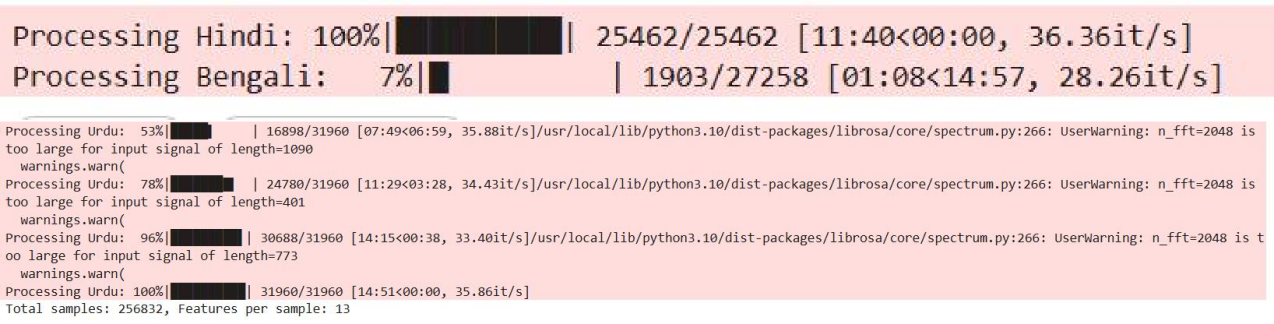 Processing Hindi: 100%|██████████| 25462/25462 [11:40<00:00, 36.36it/s]
Processing Bengali:   7%|█         | 1903/27258 [01:08<14:57, 28.26it/s]
Processing Urdu:  53%|█████     | 16898/31960 [07:49<06:59, 35.88it/s]/usr/local/lib/python3.10/dist-packages/librosa/core/spectrum.py:266: UserWarning: n_fft=2048 is
too large for input signal of length=1090
  warnings.warn(
Processing Urdu:  78%|████████  | 24780/31960 [11:29<03:28, 34.43it/s]/usr/local/lib/python3.10/dist-packages/librosa/core/spectrum.py:266: UserWarning: n_fft=2048 is
too large for input signal of length=401
  warnings.warn(
Processing Urdu:  96%|██████████| 30688/31960 [14:15<00:38, 33.40it/s]/usr/local/lib/python3.10/dist-packages/librosa/core/spectrum.py:266: UserWarning: n_fft=2048 is t
oo large for input signal of length=773
  warnings.warn(
Processing Urdu: 100%|██████████| 31960/31960 [14:51<00:00, 35.86it/s]
Total samples: 256832, Features per sample: 13